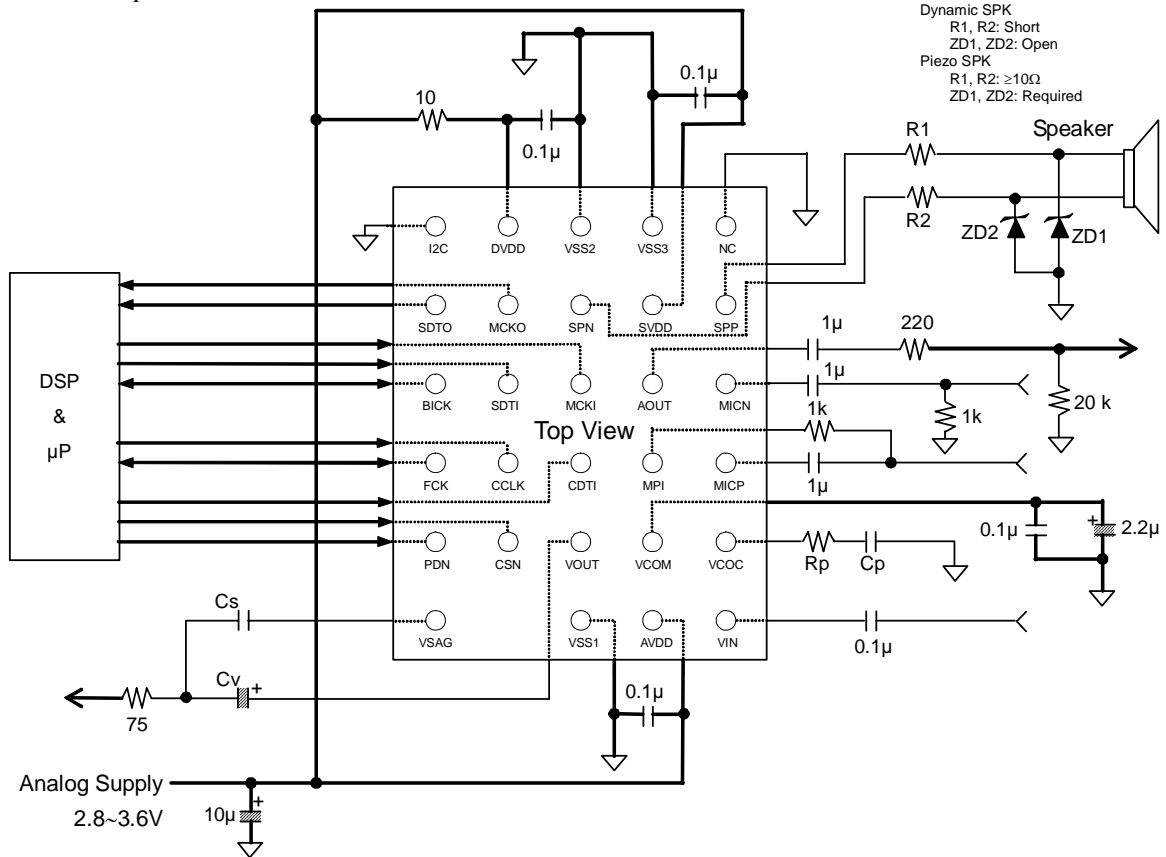 Dynamic SPK
R1, R2: Short
ZD1, ZD2: Open
Piezo SPK
R1, R2: ≥10Ω
ZD1, ZD2: Required
0.1µ
10
0.1µ
R1
Speaker
R2
ZD2
ZD1
I2C
DVDD
VSS2
VSS3
NC
SDTO
MCKO
SPN
SVDD
SPP
1µ
220
DSP
&
µP
BICK
SDTI
MCKI
AOUT
MICN
1µ
1k
20 k
Top View
1k
FCK
CCLK
CDTI
MPI
MICP
1µ
PDN
CSN
VOUT
VCOM
VCOC
Rp
Cp
0.1µ
+
2.2µ
Cs
VSAG
VSS1
AVDD
VIN
0.1µ
Cv
+
75
0.1µ
Analog Supply
2.8~3.6V
10µ
+